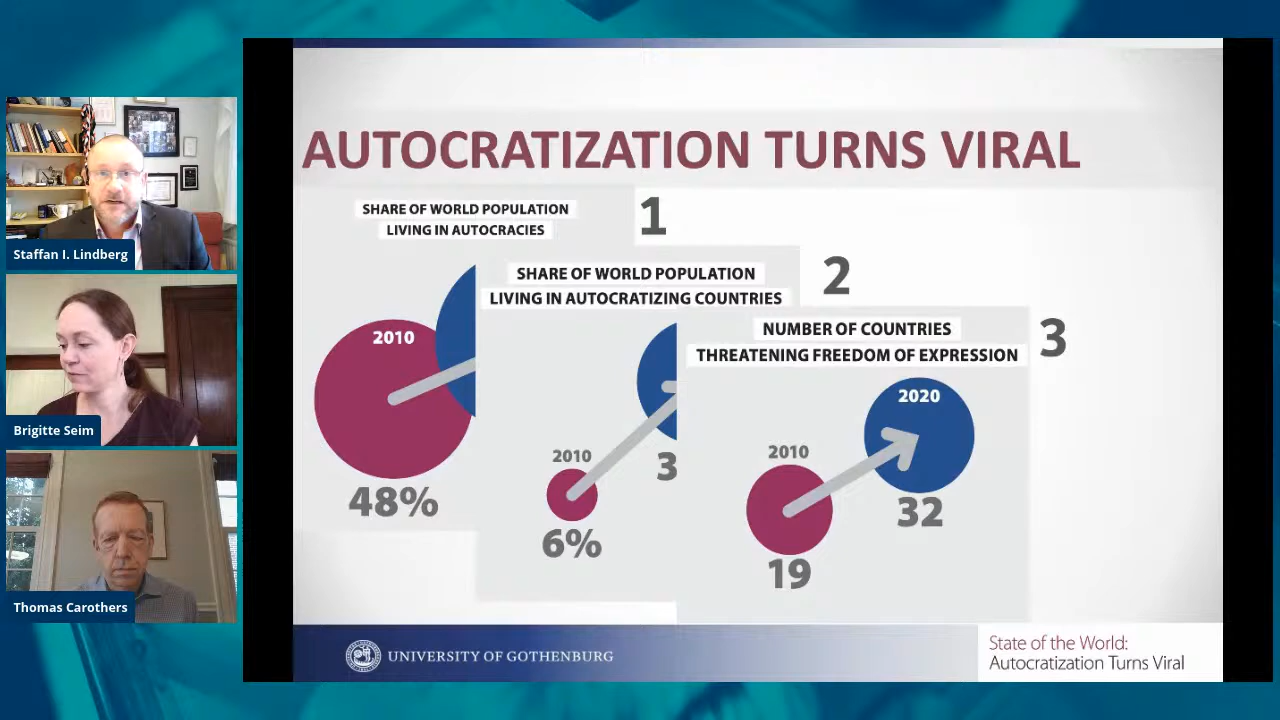 AUTOCRATIZATION TURNS VIRAL
SHARE OF WORLD POPULATION
LIVING IN AUTOCRACIES
1
2010
48%
SHARE OF WORLD POPULATION
LIVING IN AUTOCRATIZING COUNTRIES
2
2010
6%
3
NUMBER OF COUNTRIES
THREATENING FREEDOM OF EXPRESSION
3
2020
2010
32
19
UNIVERSITY OF GOTHENBURG
State of the World:
Autocratization Turns Viral
Staffan I. Lindberg
Brigitte Seim
Thomas Carothers